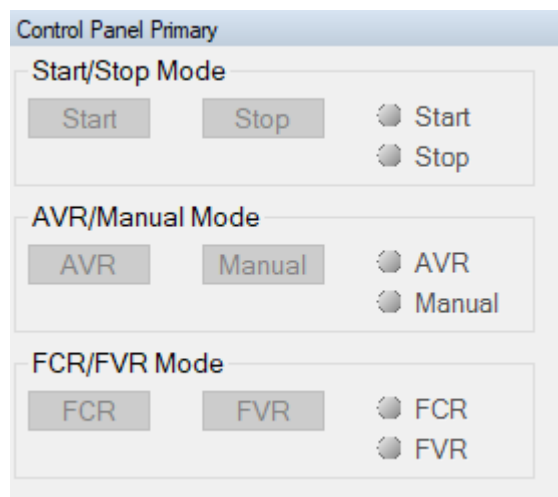 Control Panel Primary
Start/Stop Mode
Start Stop Start
Stop
AVR/Manual Mode
AVR Manual AVR
Manual
FCR/FVR Mode
FCR FVR FCR
FVR